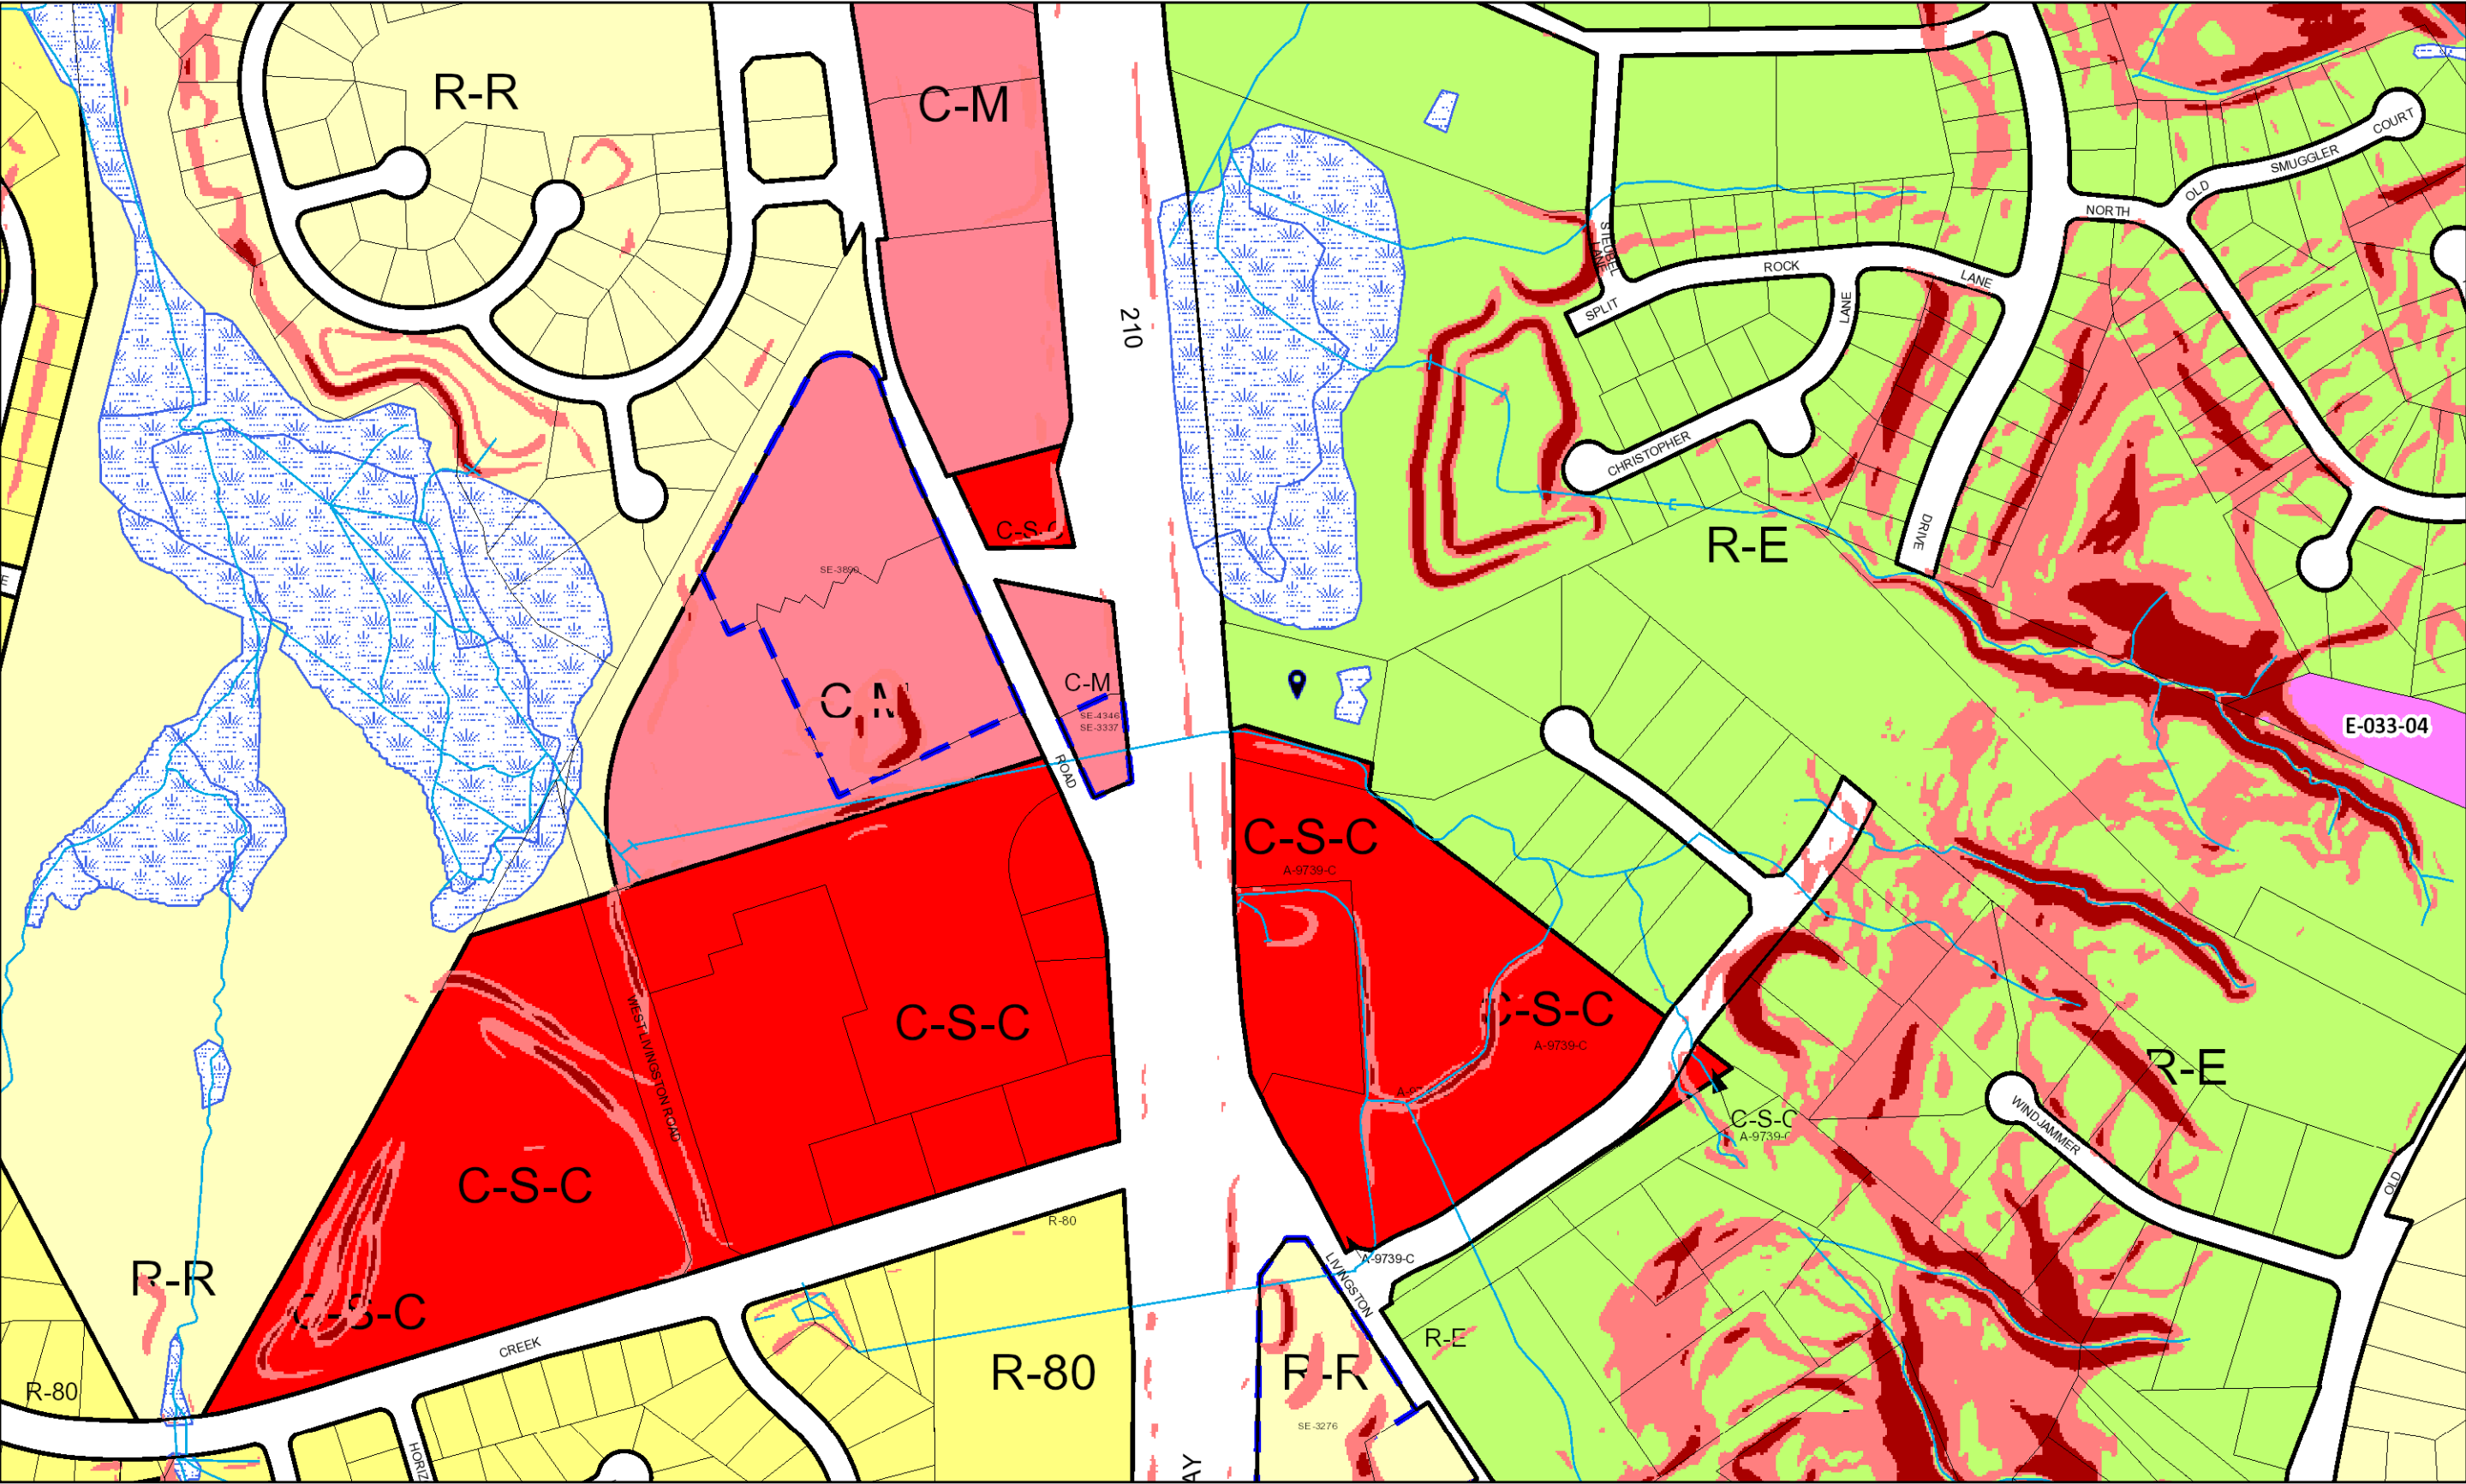 R-R
C-M
COURT
SMUGGLER
OLD
NORTH
STEUBEL
LANE
ROCK
LANE
SPLIT
LANE
210
CHRISTOPHER
DRIVE
R-E
C-S-C
SE-3890
C-M
C-M
SE-4346
SE-3337
E-033-04
ROAD
C-S-C
A-9739-C
C-S-C
A-9739-C
C-S-C
WEST LIVINGSTON ROAD
R-E
WINDJAMMER
C-S-C
A-9739-C
C-S-C
OLD
R-80
R-R
A-9739-C
LIVINGSTON
C-S-C
CREEK
R-E
R-80
R-R
R-80
SE-3276